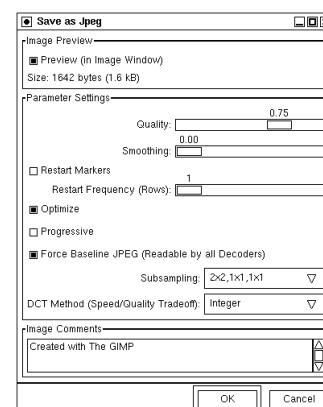 Save as Jpeg
Image Preview
Preview (in Image Window)
Size: 1642 bytes (1.6 kB)
Parameter Settings
0.75
Quality:
0.00
Smoothing:
Restart Markers
1
Restart Frequency (Rows):
Optimize
Progressive
Force Baseline JPEG (Readable by all Decoders)
Subsampling: 2x2,1x1,1x1
DCT Method (Speed/Quality Tradeoff): Integer
Image Comments
Created with The GIMP
OK Cancel